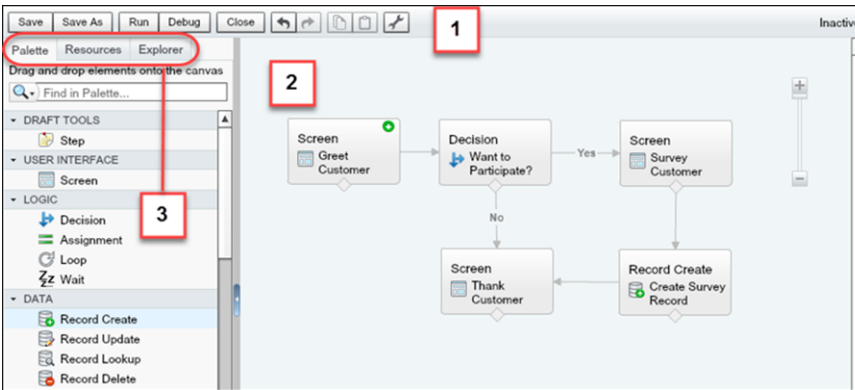 Save Save As Run Debug Close 1 Inactive
Palette Resources Explorer
Drag and drop elements onto the canvas
Find in Palette...
DRAFT TOOLS
Step
USER INTERFACE
Screen
LOGIC
Decision
Assignment
Loop
Wait
DATA
Record Create
Record Update
Record Lookup
Record Delete
3
2
Screen
Greet
Customer
Decision
Want to
Participate?
Yes
Screen
Survey
Customer
No
Screen
Thank
Customer
Record Create
Create Survey
Record